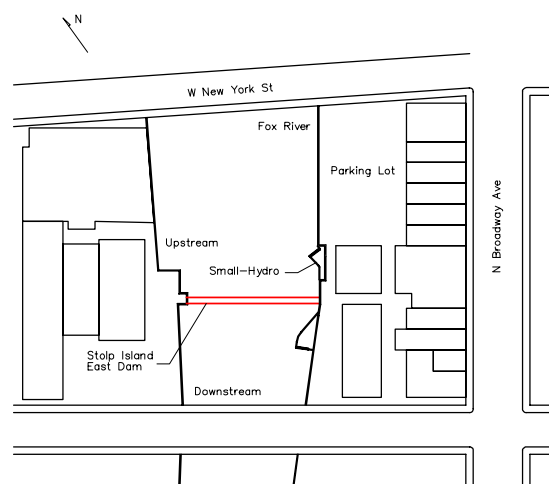 N
W New York St
Fox River
Parking Lot
N Broadway Ave
Upstream
Small-Hydro
Stolp Island
East Dam
Downstream